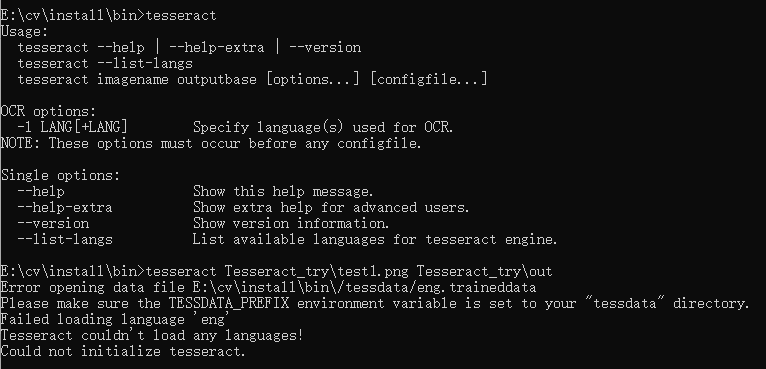 E:\cv\install\bin>tesseract
Usage:
  tesseract --help | --help-extra | --version
  tesseract --list-langs
  tesseract imagename outputbase [options...] [configfile...]

OCR options:
  -l LANG[+LANG]        Specify language(s) used for OCR.
NOTE: These options must occur before any configfile.

Single options:
  --help                Show this help message.
  --help-extra          Show extra help for advanced users.
  --version             Show version information.
  --list-langs          List available languages for tesseract engine.

E:\cv\install\bin>tesseract Tesseract_try\test1.png Tesseract_try\out
Error opening data file E:\cv\install\bin\/tessdata/eng.traineddata
Please make sure the TESSDATA_PREFIX environment variable is set to your "tessdata" directory.
Failed loading language 'eng'
Tesseract couldn't load any languages!
Could not initialize tesseract.